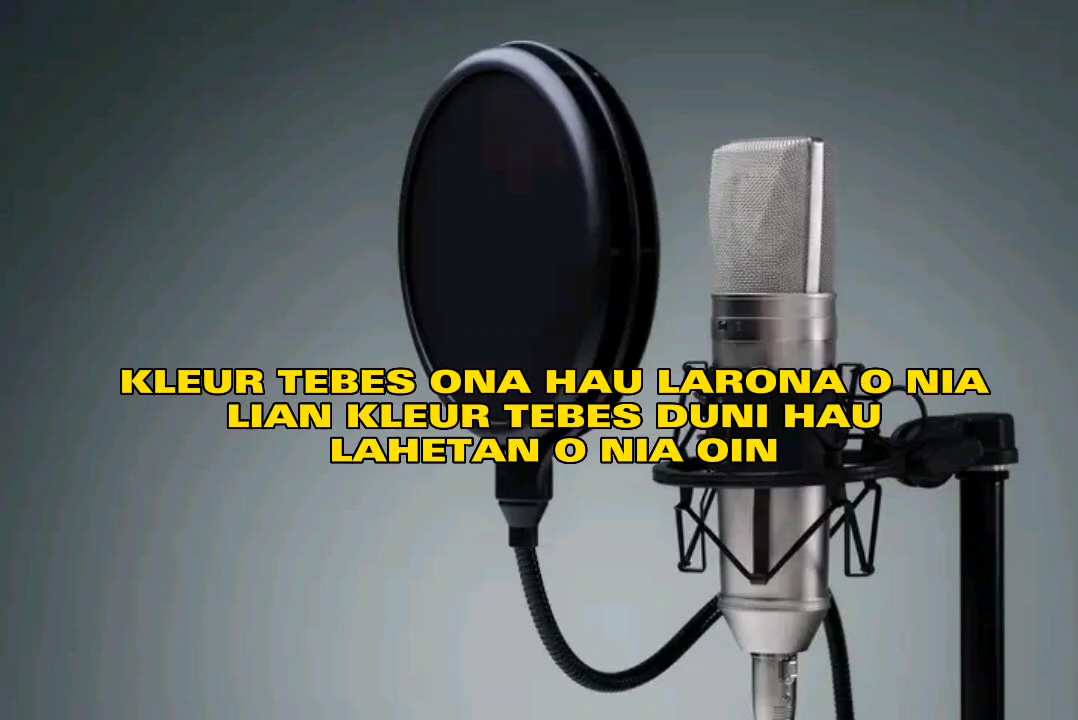 KLEUR TEBES ONA HAU LARONA O NIA
LIAN KLEUR TEBES DUNI HAU
LAHETAN O NIA OIN